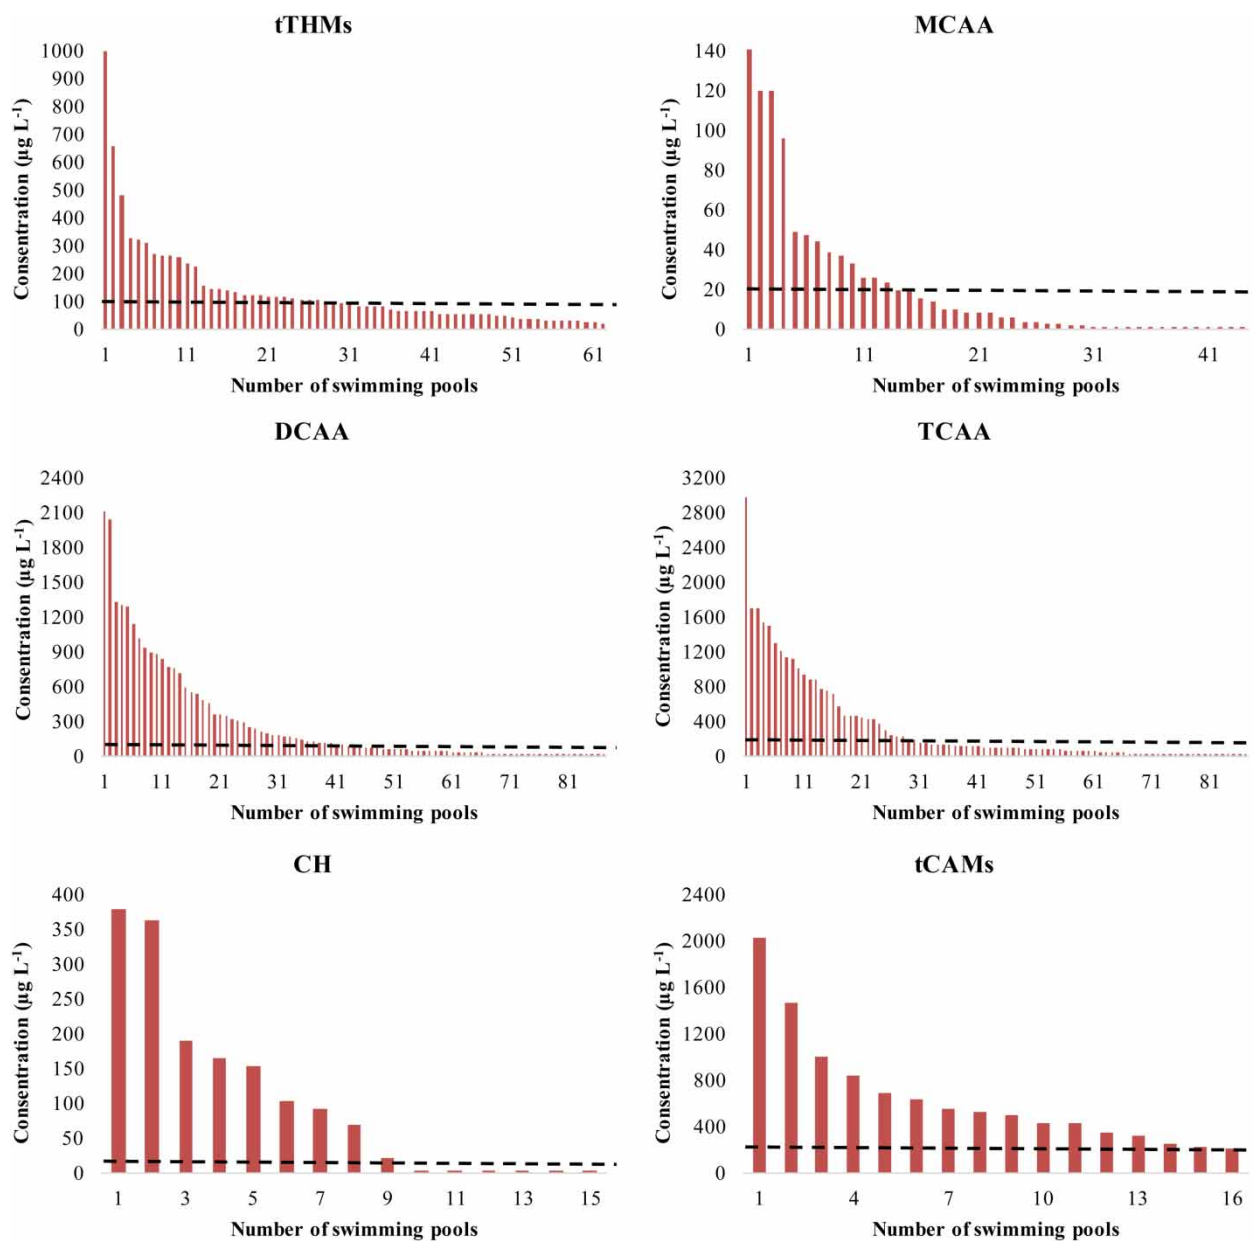 tTHMs
Consentration (µg L-1)
1000
900
800
700
600
500
400
300
200
100
0
1 11 21 31 41 51 61
Number of swimming pools
MCAA
Consentration (µg L-1)
140
120
100
80
60
40
20
0
1 11 21 31 41
Number of swimming pools
DCAA
Consentration (µg L-1)
2400
2100
1800
1500
1200
900
600
300
0
1 11 21 31 41 51 61 71 81
Number of swimming pools
TCAA
Consentration (µg L-1)
3200
2800
2400
2000
1600
1200
800
400
0
1 11 21 31 41 51 61 71 81
Number of swimming pools
CH
Consentration (µg L-1)
400
350
300
250
200
150
100
50
0
1 3 5 7 9 11 13 15
Number of swimming pools
tCAMs
Consentration (µg L-1)
2400
2000
1600
1200
800
400
0
1 4 7 10 13 16
Number of swimming pools